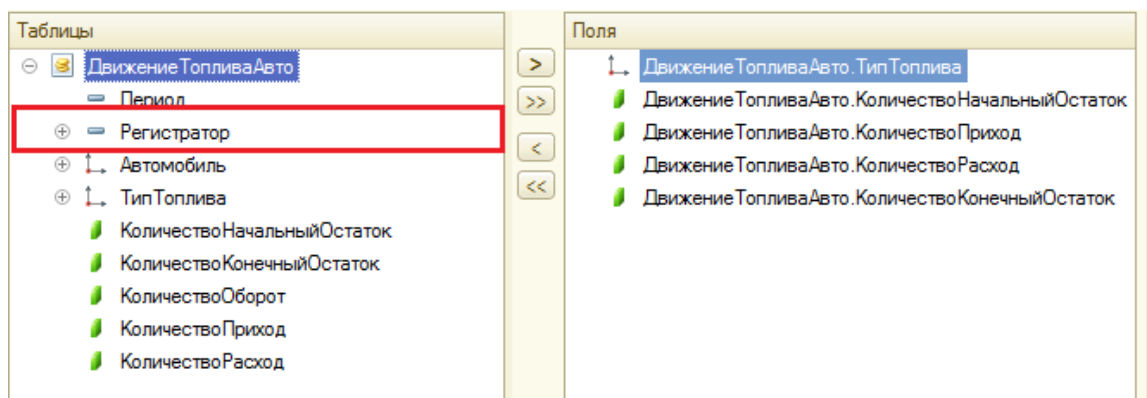 Таблицы
ДвижениеТопливаАвто
Период
Регистратор
Автомобиль
ТипТоплива
КоличествоНачальныйОстаток
КоличествоКонечныйОстаток
КоличествоОборот
КоличествоПриход
КоличествоРасход
>
>>
<
<<
Поля
ДвижениеТопливаАвто.ТипТоплива
ДвижениеТопливаАвто.КоличествоНачальныйОстаток
ДвижениеТопливаАвто.КоличествоПриход
ДвижениеТопливаАвто.КоличествоРасход
ДвижениеТопливаАвто.КоличествоКонечныйОстаток